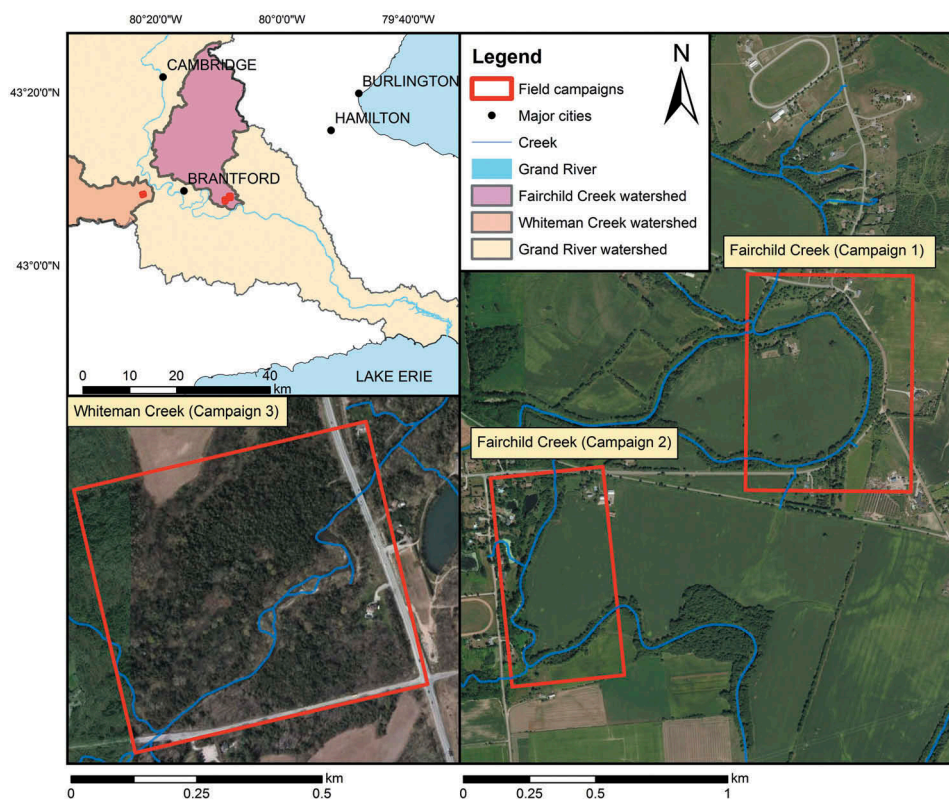 80°20'0"W 80°0'0"W 79°40'0"W
43°20'0"N
43°0'0"N
CAMBRIDGE
BURLINGTON
HAMILTON
BRANTFORD
LAKE ERIE
0 10 20 40
km
Legend
Field campaigns
Major cities
Creek
Grand River
Fairchild Creek watershed
Whiteman Creek watershed
Grand River watershed
N
Fairchild Creek (Campaign 1)
Whiteman Creek (Campaign 3)
Fairchild Creek (Campaign 2)
km
0 0.25 0.5
km
0 0.25 0.5 1